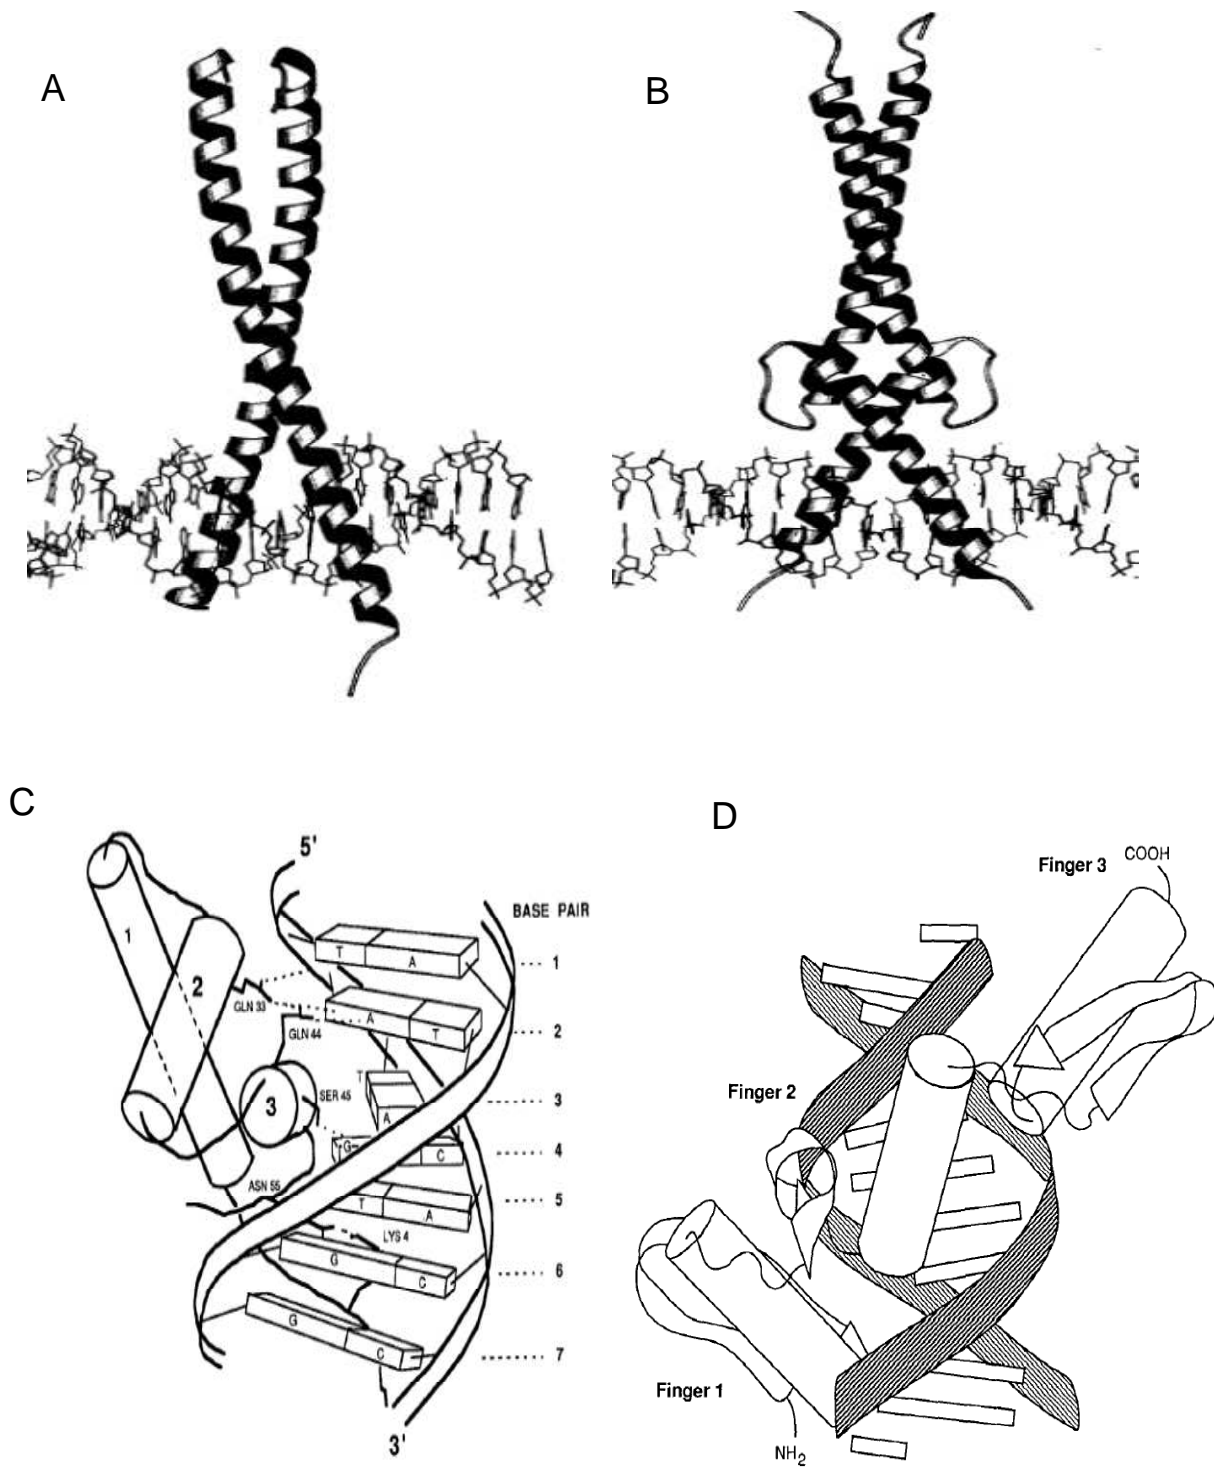 A
B
C
5'
BASE PAIR
1
T A
1
2
GLN 33
A T
GLN 44
2
T
SER 45
3
A
3
G C
4
ASN 55
T A
5
LYS 4
G C
6
G C
7
3'
D
COOH
Finger 3
Finger 2
Finger 1
NH2